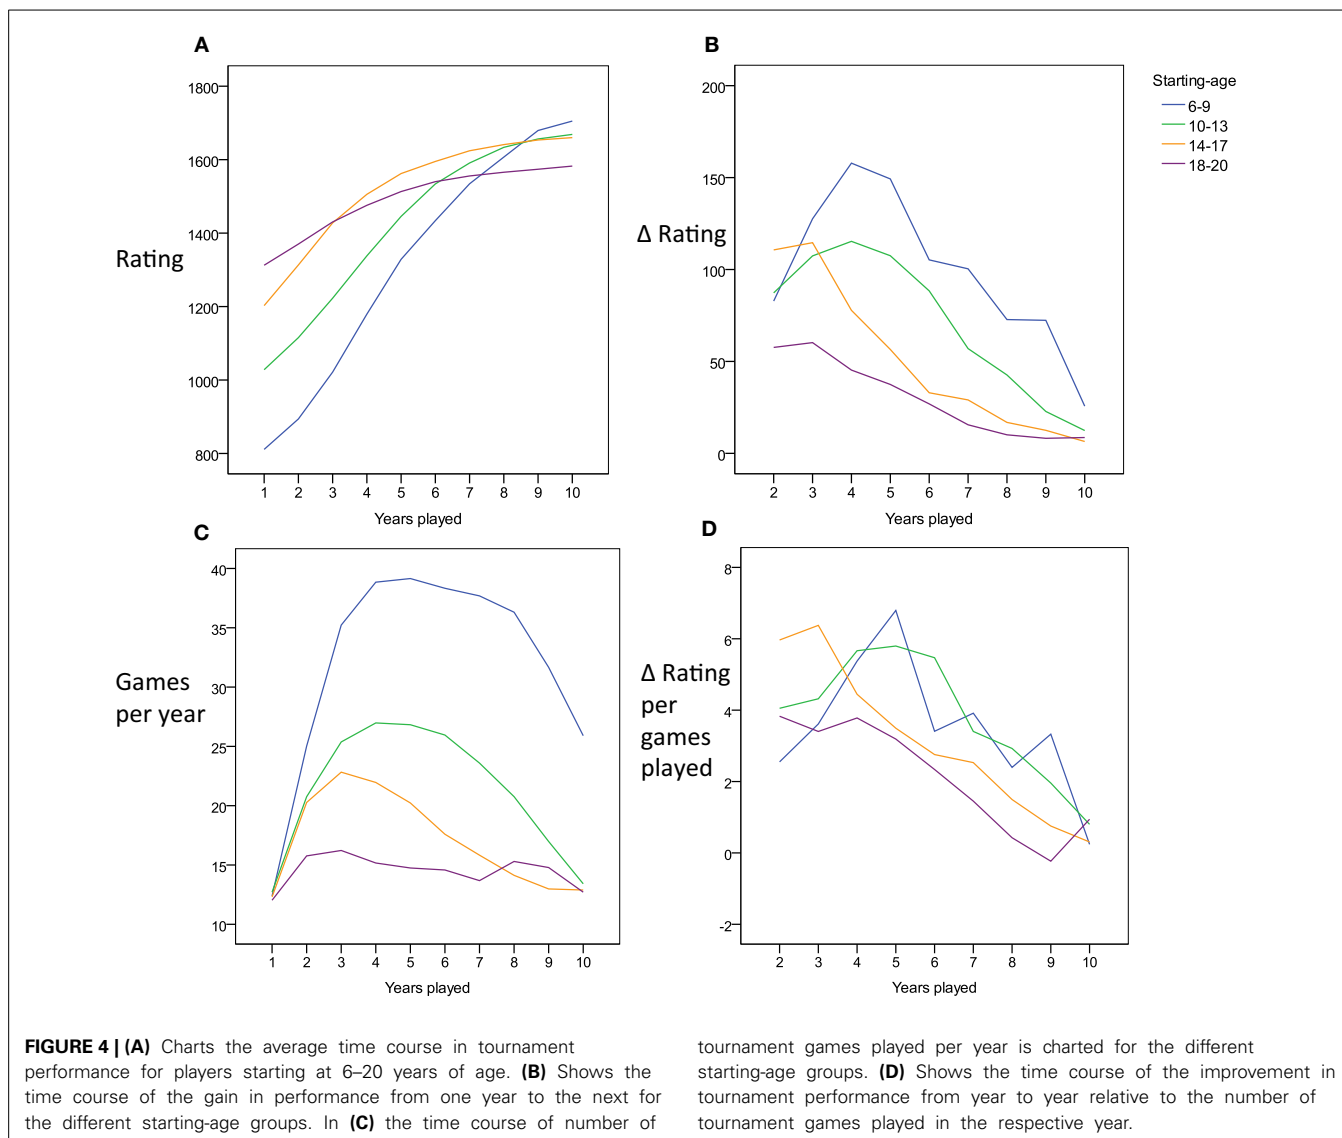 A
1800
1600
1400
1200
1000
800
Rating
1 2 3 4 5 6 7 8 9 10
Years played
B
200
150
100
50
0
Δ Rating
2 3 4 5 6 7 8 9 10
Years played
Starting-age
6-9
10-13
14-17
18-20
C
40
35
30
25
20
15
10
Games
per year
1 2 3 4 5 6 7 8 9 10
Years played
D
8
6
4
2
0
-2
Δ Rating
per
games
played
2 3 4 5 6 7 8 9 10
Years played
FIGURE 4 | (A) Charts the average time course in tournament
performance for players starting at 6–20 years of age. (B) Shows the
time course of the gain in performance from one year to the next for
the different starting-age groups. In (C) the time course of number of
tournament games played per year is charted for the different
starting-age groups. (D) Shows the time course of the improvement in
tournament performance from year to year relative to the number of
tournament games played in the respective year.